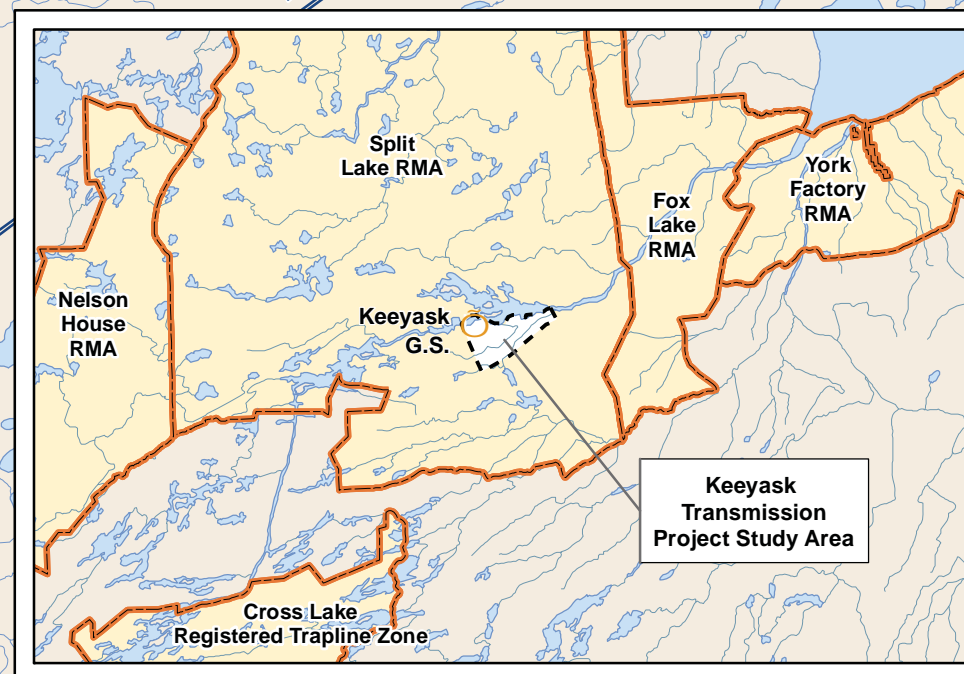 Split
Lake RMA
York
Factory
RMA
Fox
Lake
RMA
Nelson
House
RMA
Keeyask
G.S.
Keeyask
Transmission
Project Study Area
Cross Lake
Registered Trapline Zone